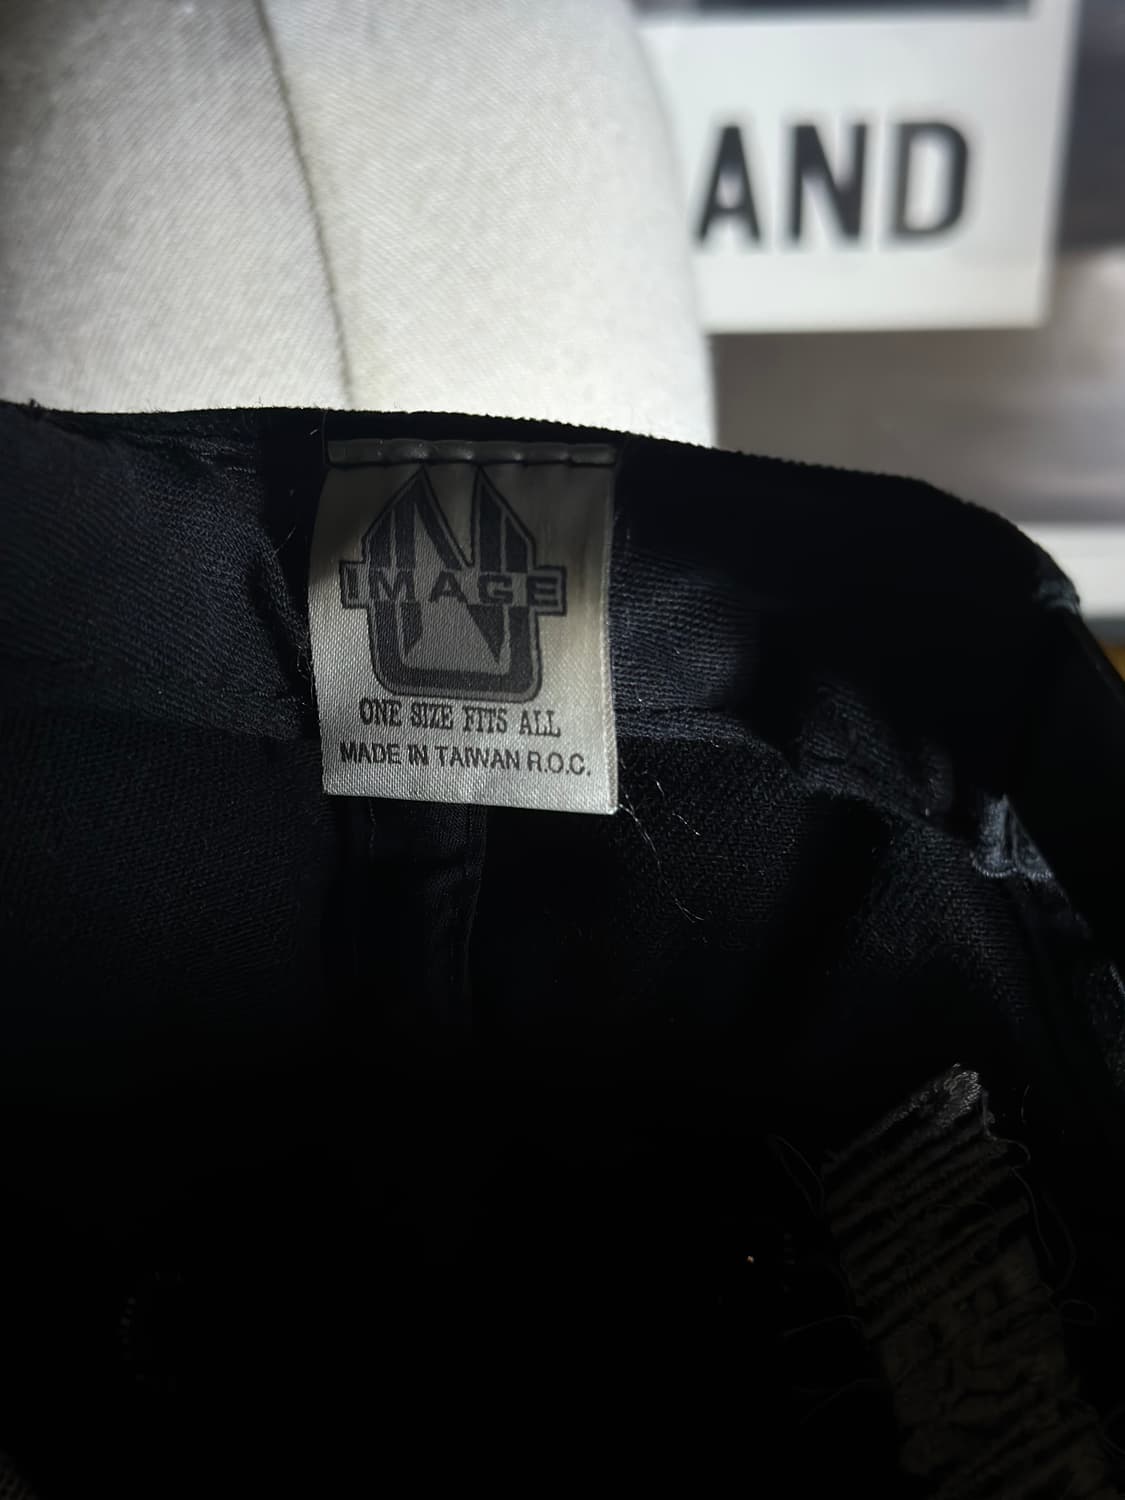 AND
N
IMAGE
ONE SIZE FITS ALL
MADE IN TAIWAN R.O.C.